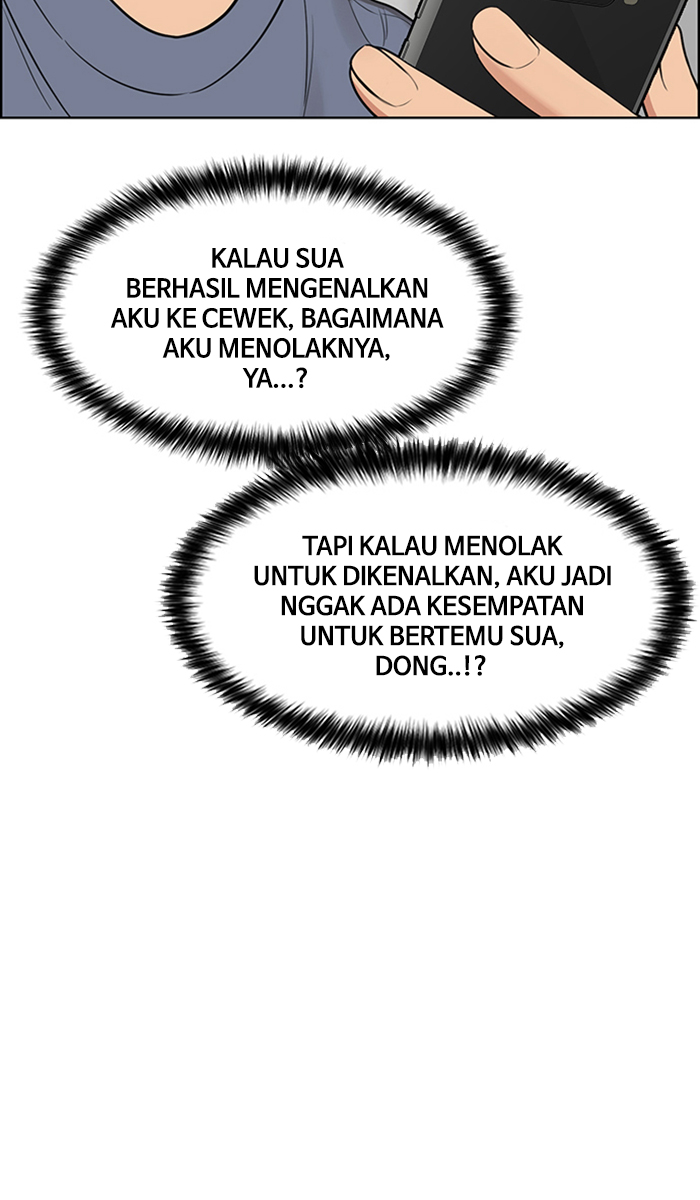 KALAU SUA
BERHASIL MENGENALKAN
AKU KE CEWEK, BAGAIMANA
AKU MENOLAKNYA,
YA...?
TAPI KALAU MENOLAK
UNTUK DIKENALKAN, AKU JADI
NGGAK ADA KESEMPATAN
UNTUK BERTEMU SUA,
DONG..!?